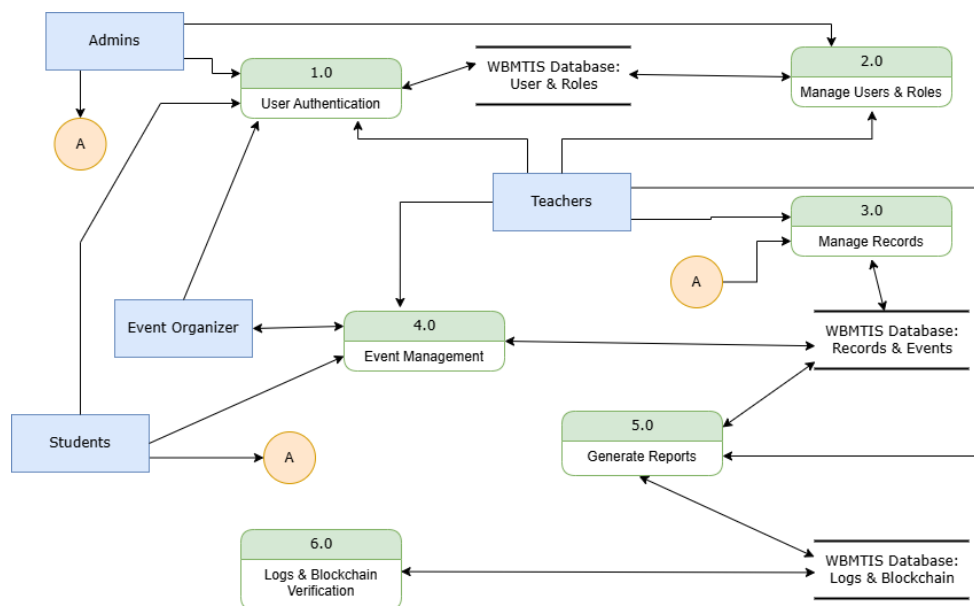 Admins
1.0
User Authentication
WBMTIS Database:
User & Roles
2.0
Manage Users & Roles
A
Teachers
3.0
Manage Records
A
Event Organizer
4.0
Event Management
WBMTIS Database:
Records & Events
Students
A
5.0
Generate Reports
6.0
Logs & Blockchain
Verification
WBMTIS Database:
Logs & Blockchain